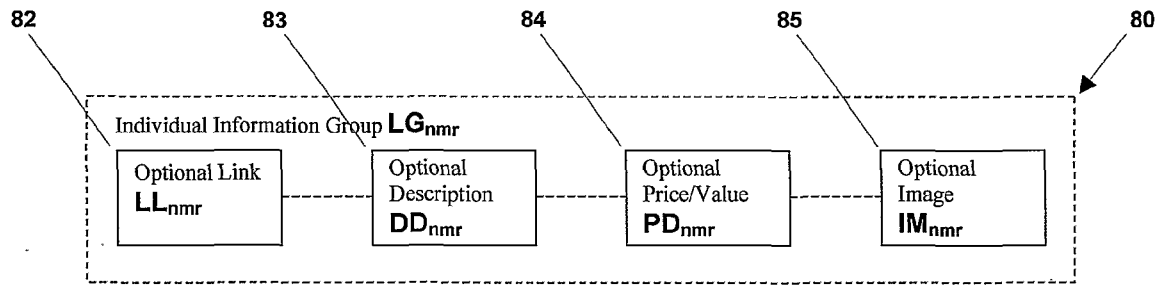 82 83 84 85 80
Individual Information Group LGnmr
Optional Link
LLnmr
Optional
Description
DDnmr
Optional
Price/Value
PDnmr
Optional
Image
IMnmr